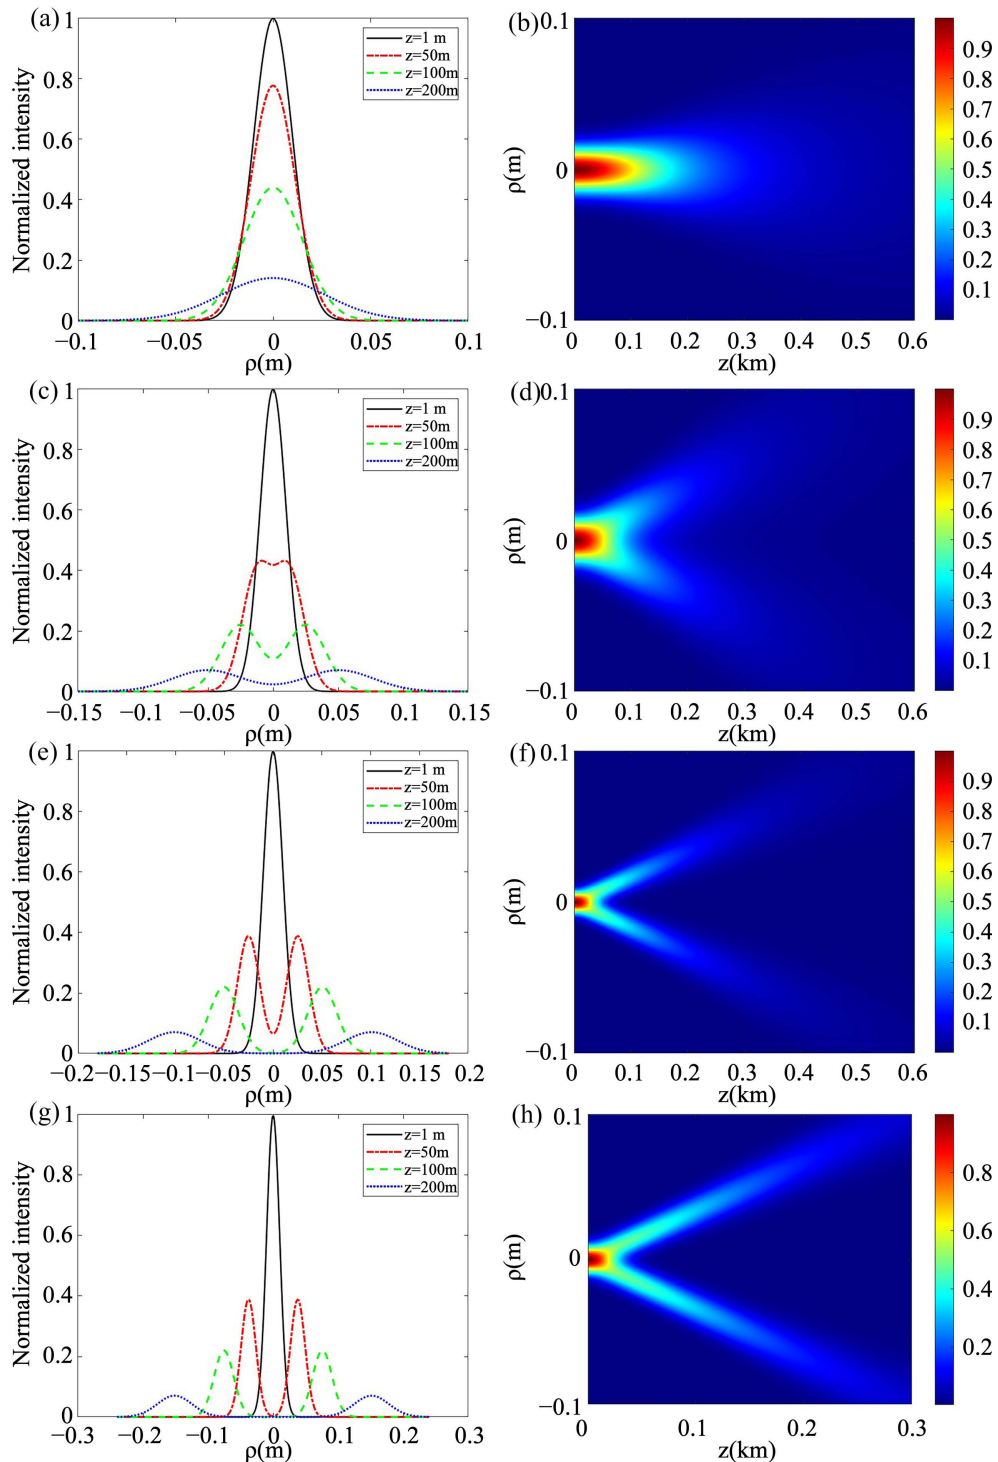 (a)
1
0.8
0.6
0.4
0.2
0
Normalized intensity
z=1 m
z=50m
z=100m
z=200m
−0.1 −0.05 0 0.05 0.1
ρ(m)
(b)
0.1
0
−0.1
ρ(m)
0 0.1 0.2 0.3 0.4 0.5 0.6
z(km)
0.9
0.8
0.7
0.6
0.5
0.4
0.3
0.2
0.1
(c)
1
0.8
0.6
0.4
0.2
0
Normalized intensity
z=1 m
z=50m
z=100m
z=200m
−0.15 −0.1 −0.05 0 0.05 0.1 0.15
ρ(m)
(d)
0.1
0
−0.1
ρ(m)
0 0.1 0.2 0.3 0.4 0.5 0.6
z(km)
0.9
0.8
0.7
0.6
0.5
0.4
0.3
0.2
0.1
(e)
1
0.8
0.6
0.4
0.2
0
Normalized intensity
z=1 m
z=50m
z=100m
z=200m
−0.2 −0.15 −0.1 −0.05 0 0.05 0.1 0.15 0.2
ρ(m)
(f)
0.1
0
−0.1
ρ(m)
0 0.1 0.2 0.3 0.4 0.5 0.6
z(km)
0.9
0.8
0.7
0.6
0.5
0.4
0.3
0.2
0.1
(g)
1
0.8
0.6
0.4
0.2
0
Normalized intensity
z=1 m
z=50m
z=100m
z=200m
−0.3 −0.2 −0.1 0 0.1 0.2 0.3
ρ(m)
(h)
0.1
0
−0.1
ρ(m)
0 0.1 0.2 0.3
z(km)
0.8
0.6
0.4
0.2